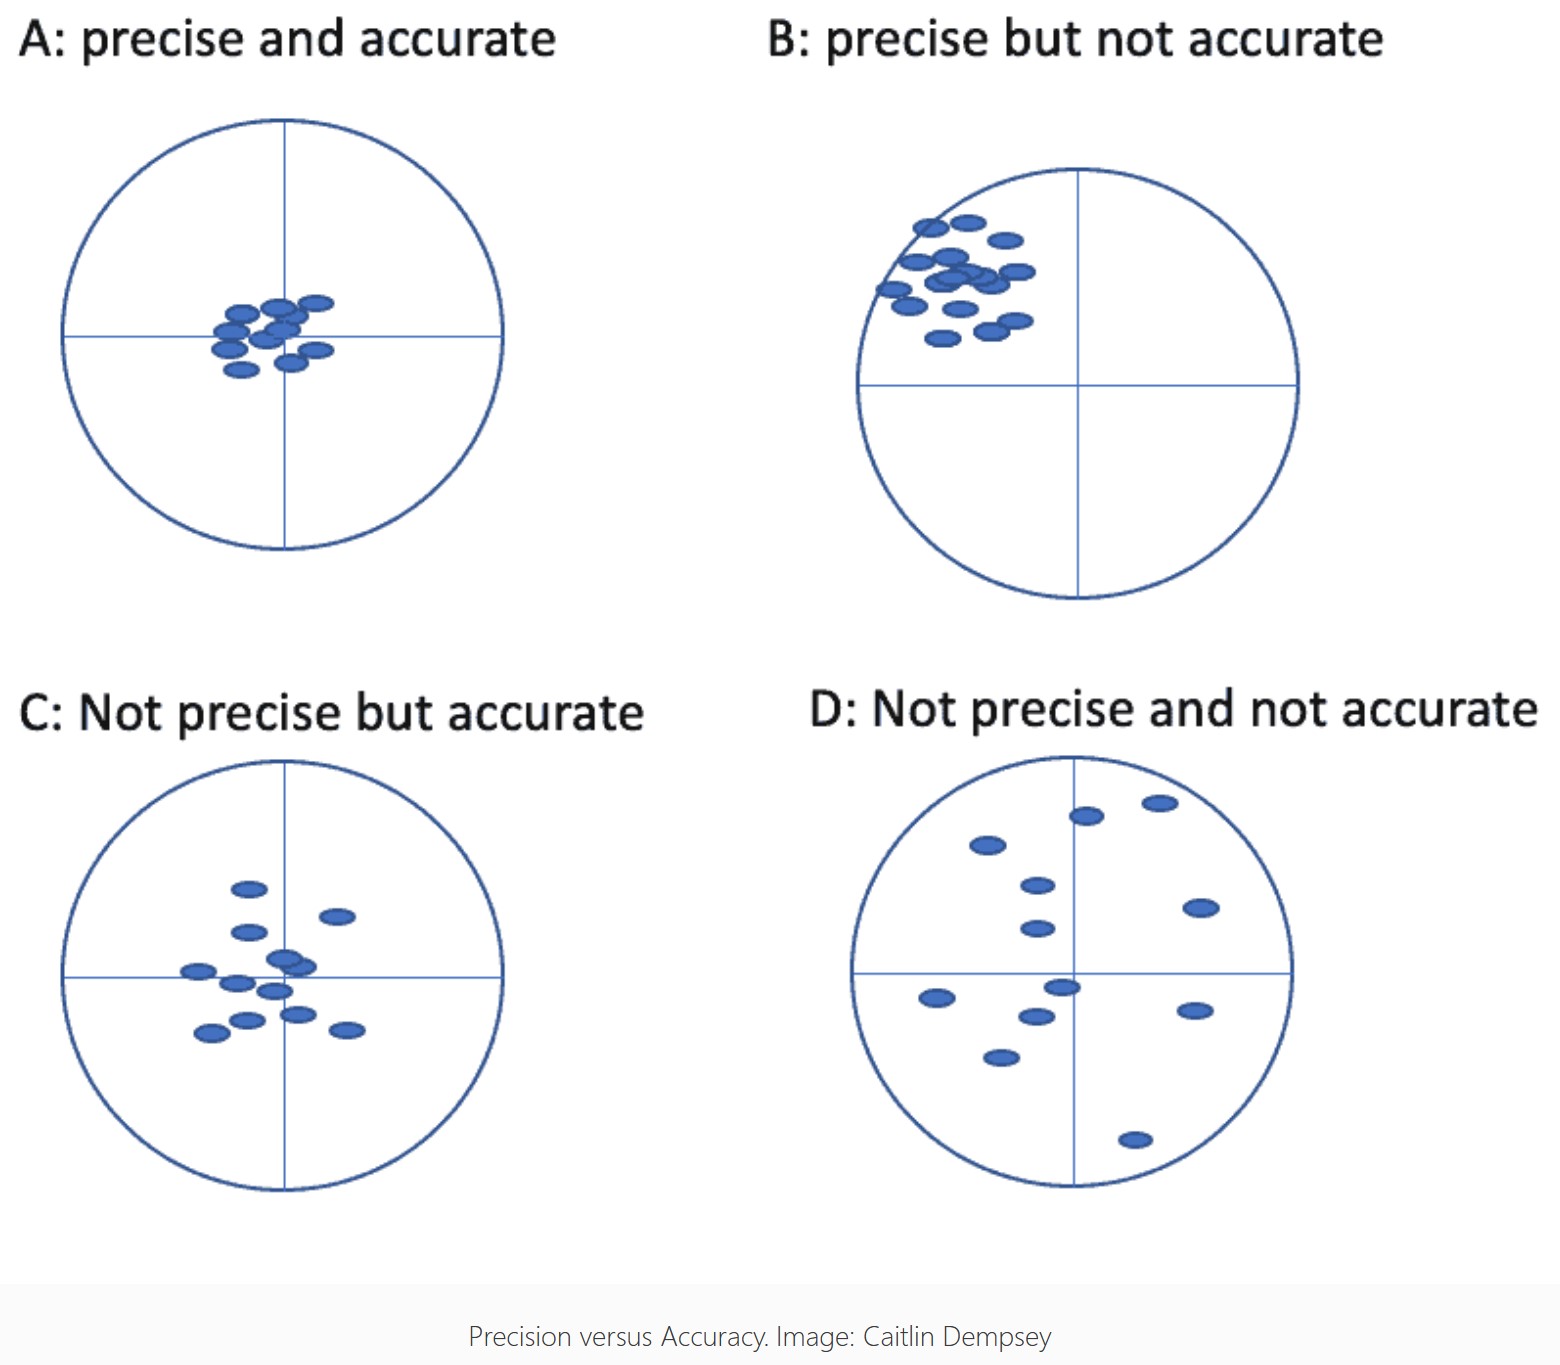 A: precise and accurate
B: precise but not accurate
C: Not precise but accurate
D: Not precise and not accurate
Precision versus Accuracy. Image: Caitlin Dempsey